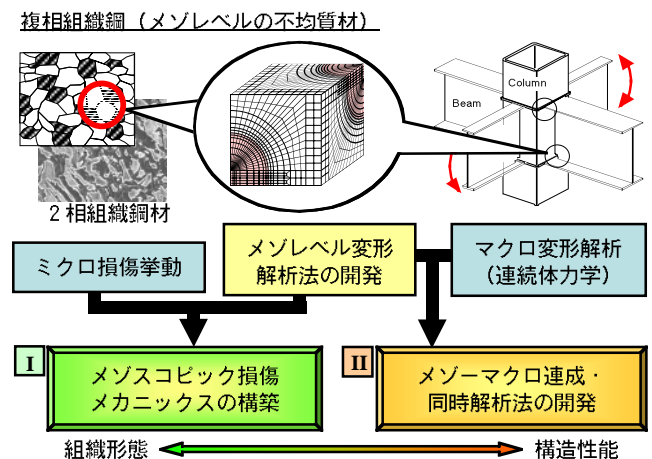 複相組織鋼（メゾレベルの不均質材）
Column
Beam
２相組織鋼材
ミクロ損傷挙動
メゾレベル変形
解析法の開発
マクロ変形解析
（連続体力学）
I
メゾスコピック損傷
メカニックスの構築
II
メゾーマクロ連成・
同時解析法の開発
組織形態
構造性能